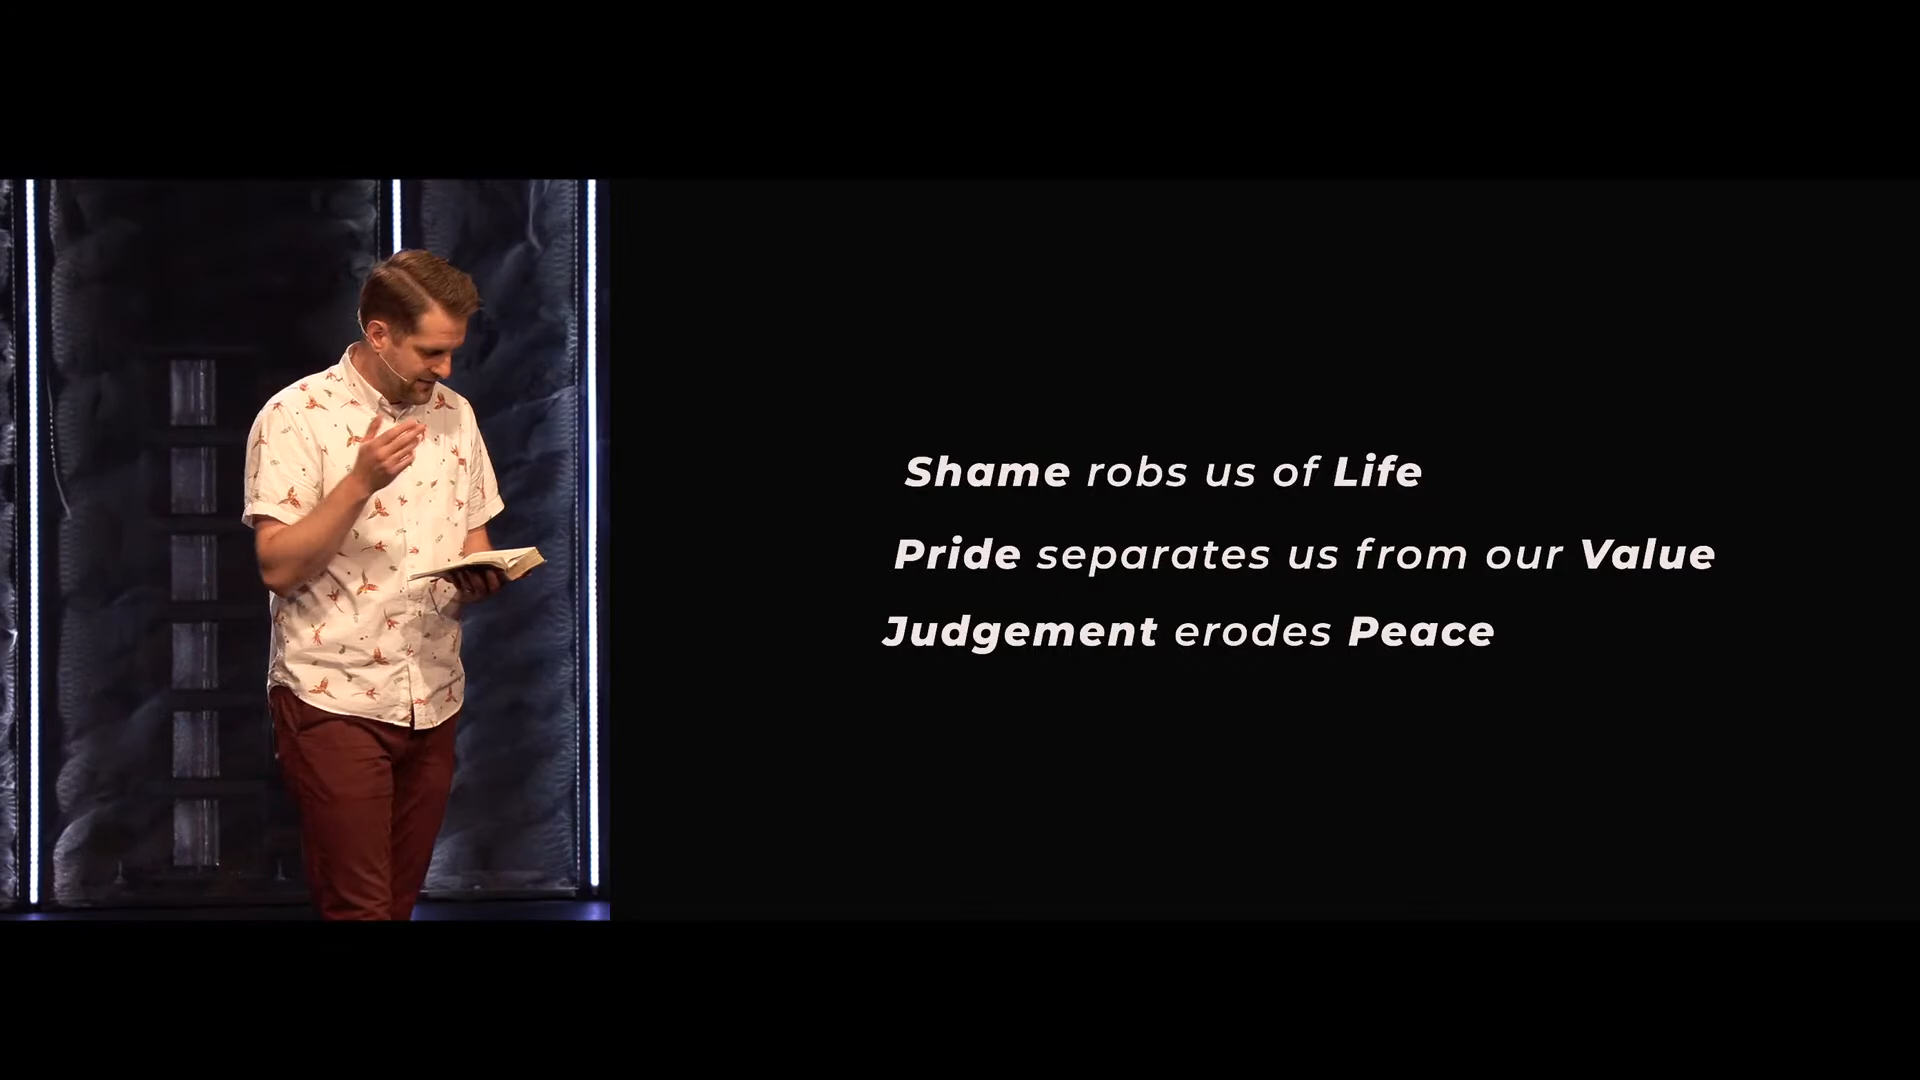 Shame robs us of Life
Pride separates us from our Value
Judgement erodes Peace